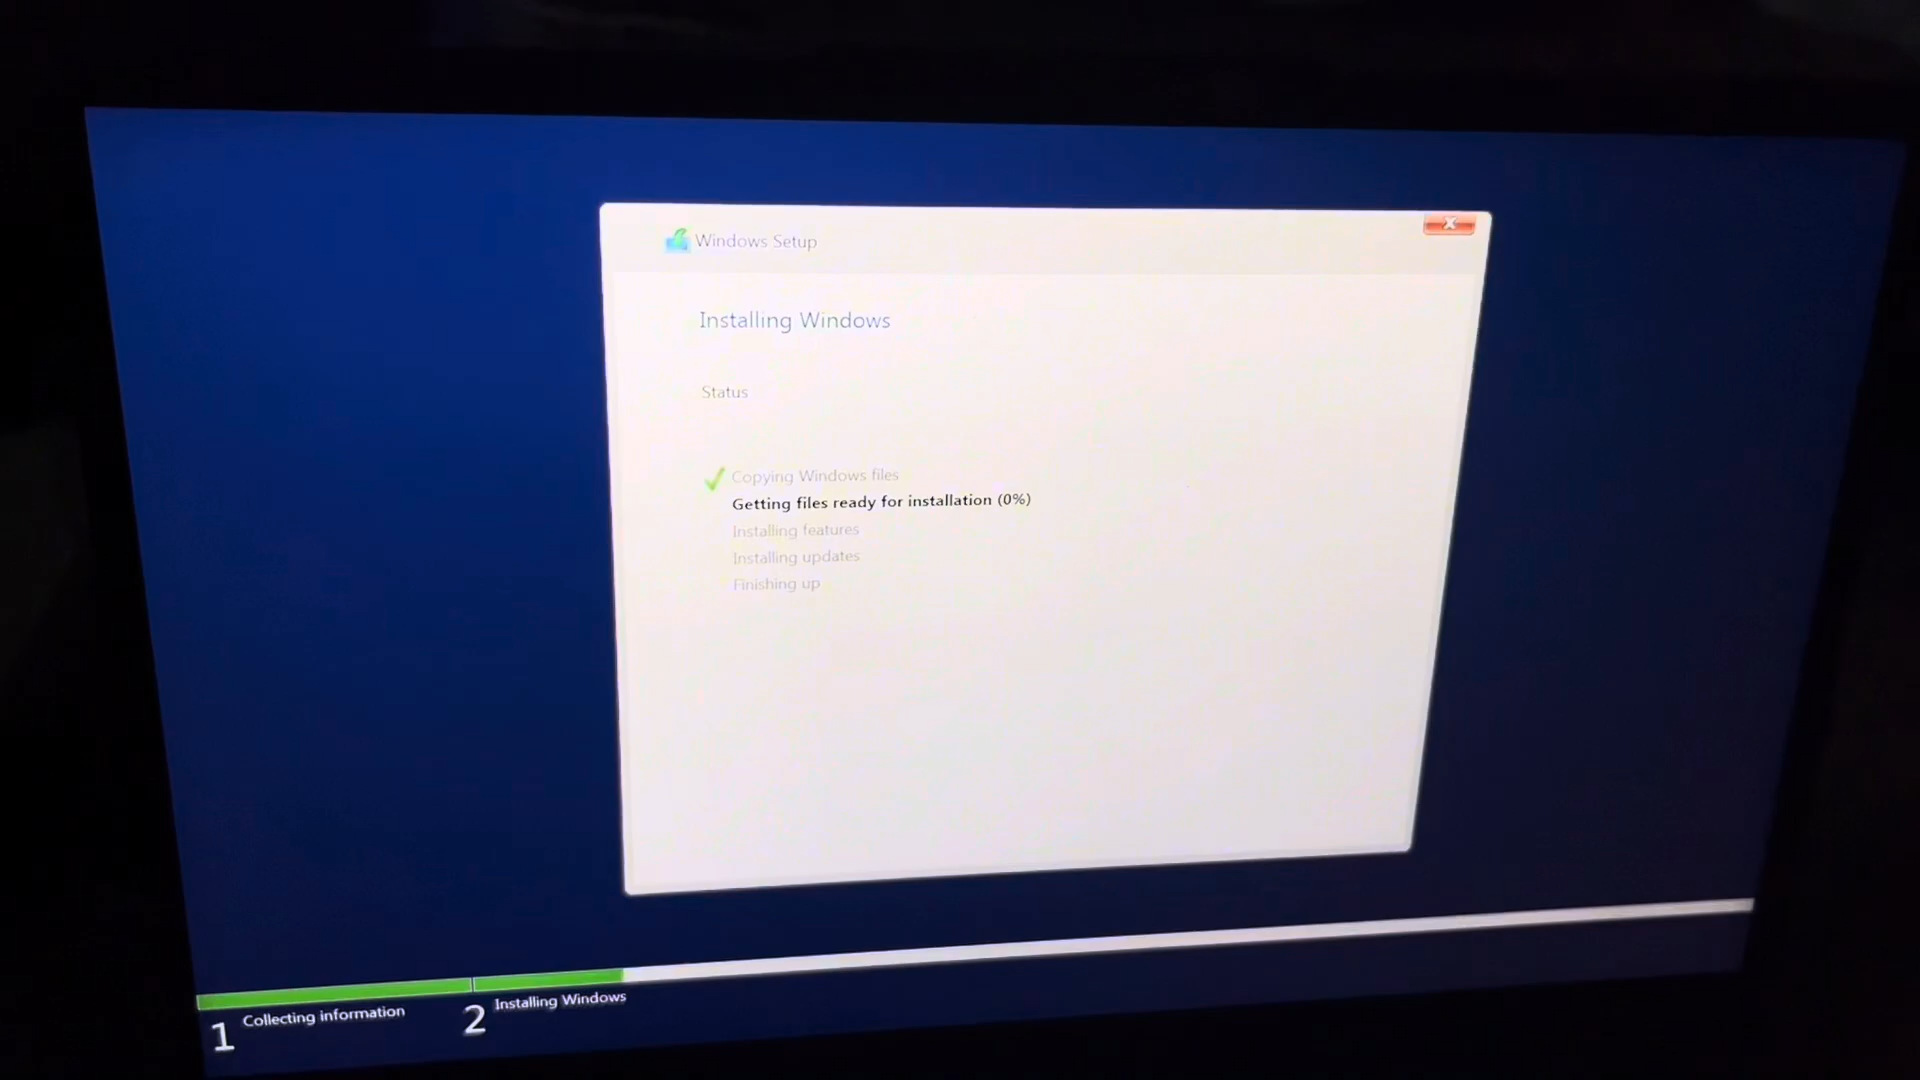 Windows Setup
Installing Windows
Status
Copying Windows files
Getting files ready for installation (0%)
Installing features
Installing updates
Finishing up
1 Collecting information
2 Installing Windows